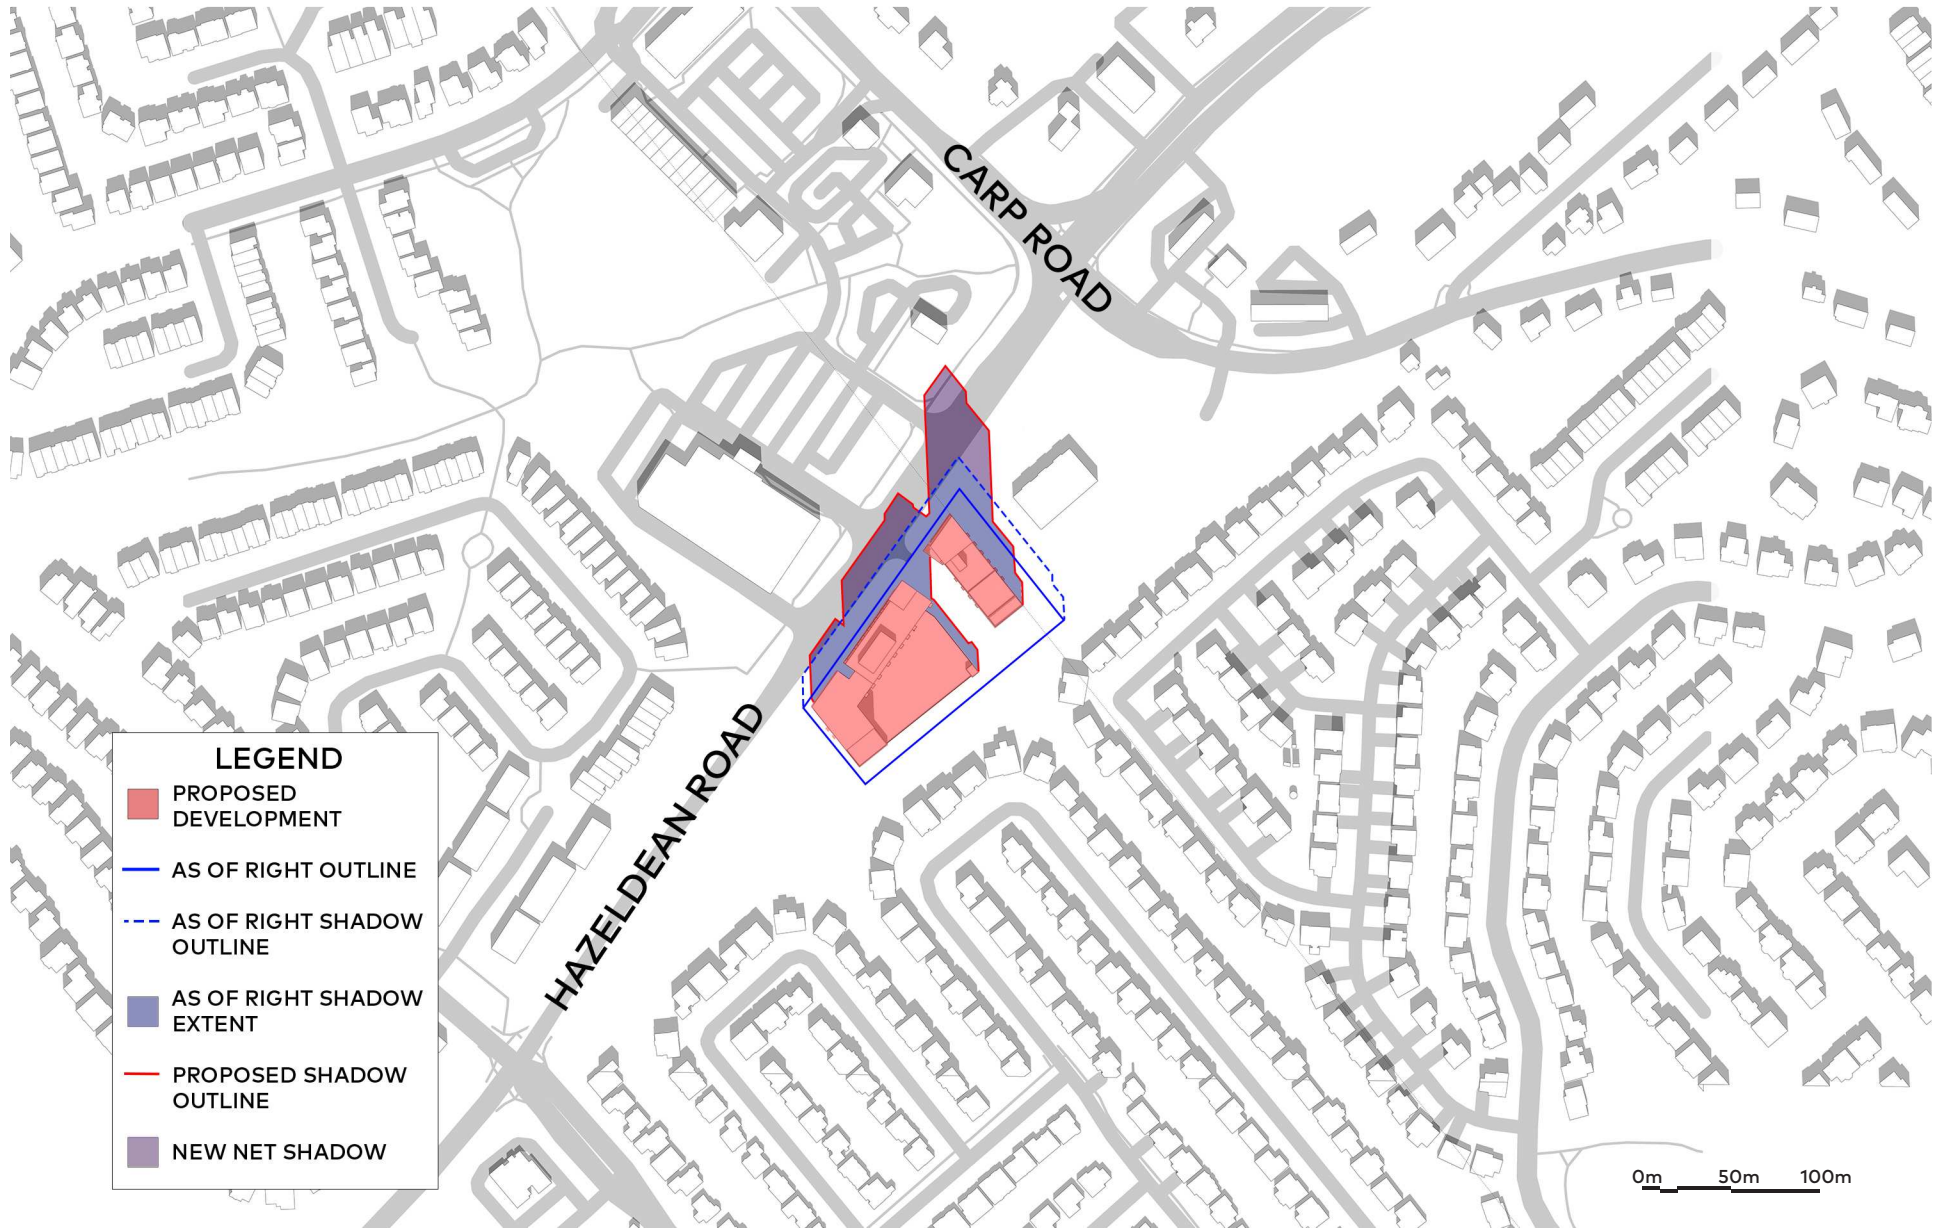 CARP ROAD
HAZELDEAN ROAD
LEGEND
PROPOSED
DEVELOPMENT
AS OF RIGHT OUTLINE
AS OF RIGHT SHADOW
OUTLINE
AS OF RIGHT SHADOW
EXTENT
PROPOSED SHADOW
OUTLINE
NEW NET SHADOW
0m 50m 100m